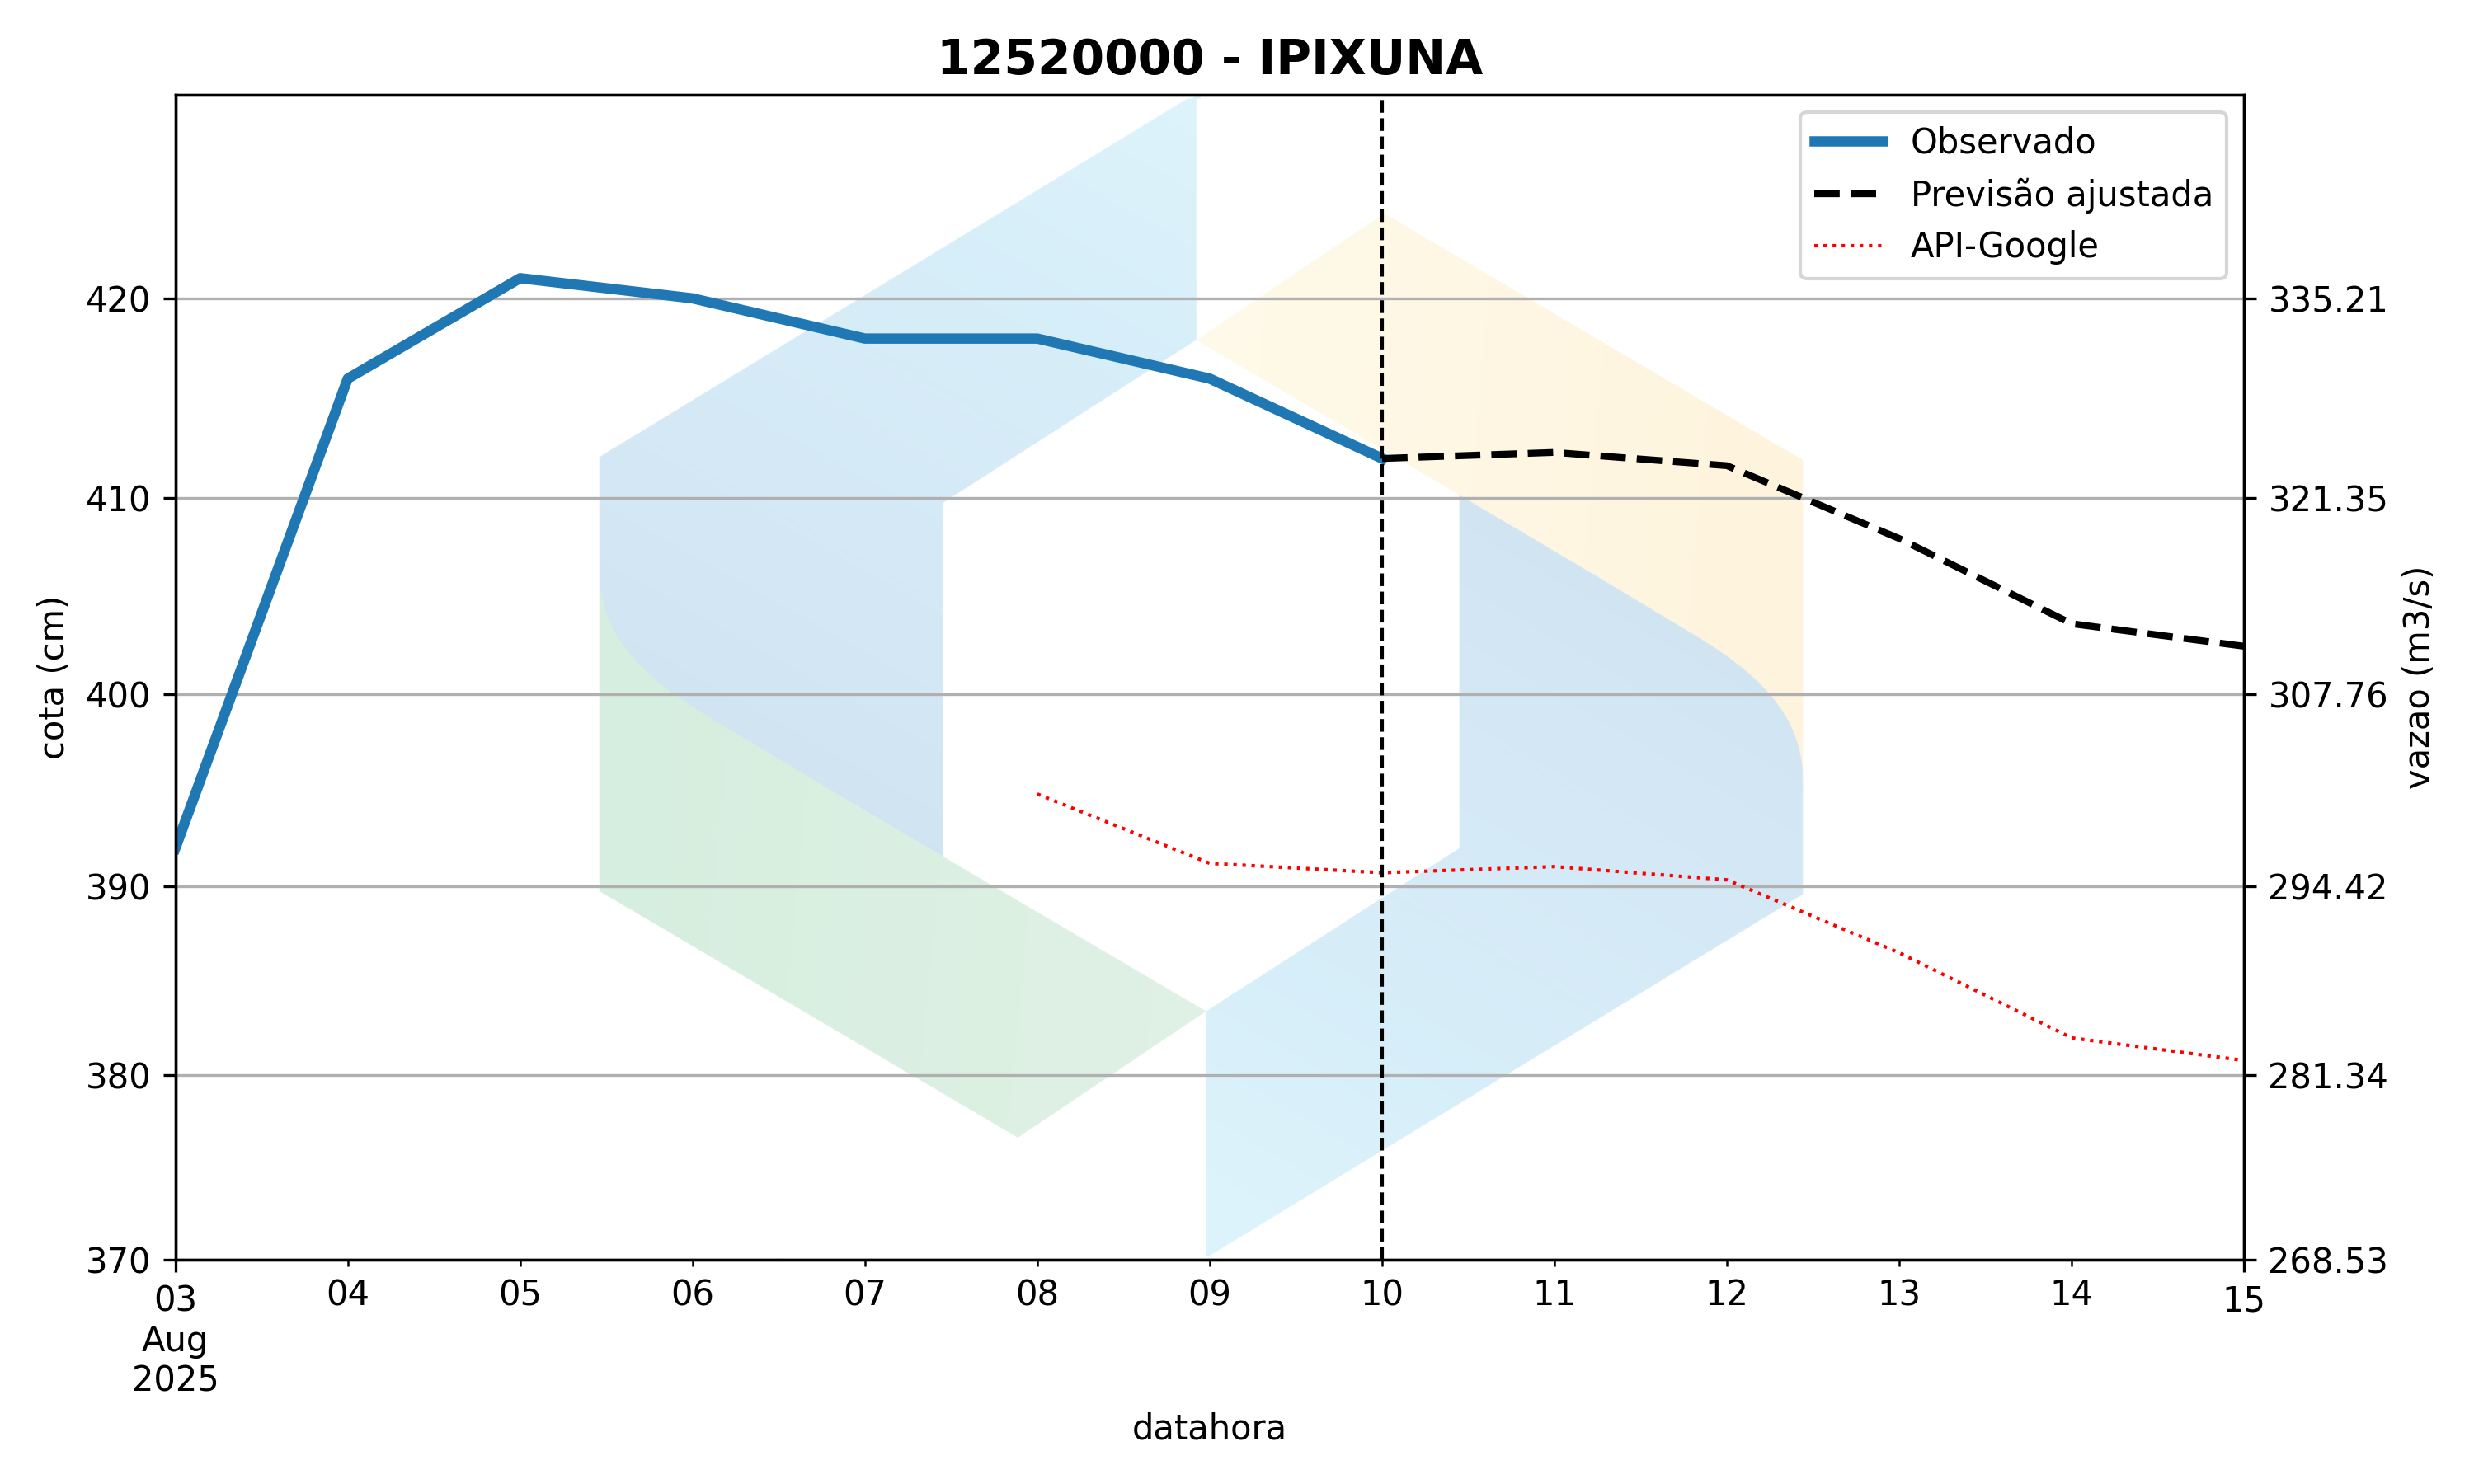 12520000 - IPIXUNA
Observado
Previsão ajustada
API-Google
cota (cm)
420
410
400
390
380
370
335.21
321.35
307.76
294.42
281.34
268.53
vazao (m3/s)
03 04 05 06 07 08 09 10 11 12 13 14 15
Aug
2025
datahora